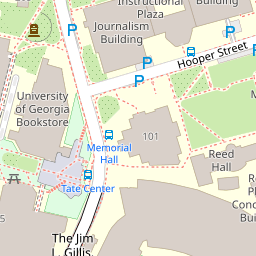 Instructional
Plaza
Building
Journalism
Building
P
P
P
P
Hooper Street
University
of Georgia
Bookstore
101
Memorial
Hall
Reed
Hall
Tate Center
The Jim
L. Gillis